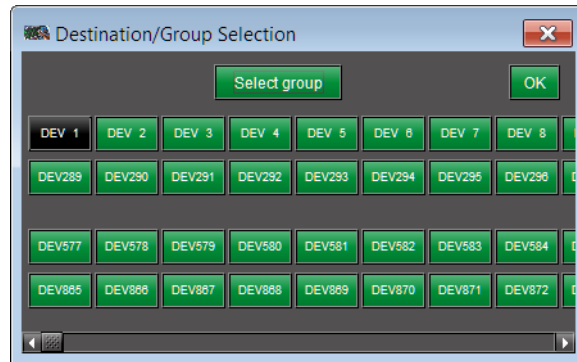 Destination/Group Selection
Select group OK
DEV 1 DEV 2 DEV 3 DEV 4 DEV 5 DEV 6 DEV 7 DEV 8
DEV289 DEV290 DEV291 DEV292 DEV293 DEV294 DEV295 DEV296
DEV577 DEV578 DEV579 DEV580 DEV581 DEV582 DEV583 DEV584
DEV865 DEV866 DEV867 DEV868 DEV869 DEV870 DEV871 DEV872